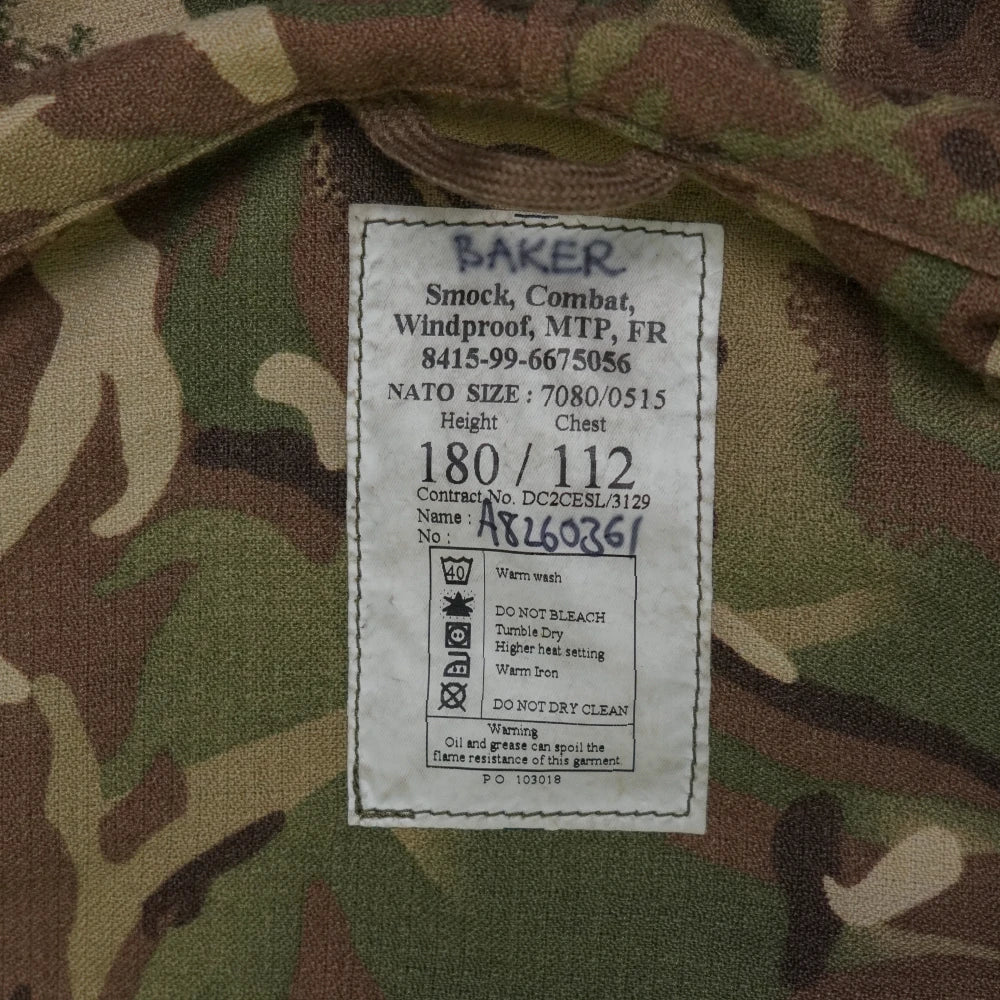 BAKER
Smock, Combat,
Windproof, MTP, FR
8415-99-6675056
NATO SIZE : 7080/0515
Height Chest
180 / 112
Contract No. DC2CESL/3129
Name : A8260361
No :
40 Warm wash
DO NOT BLEACH
Tumble Dry
Higher heat setting
Warm Iron
DO NOT DRY CLEAN
Warning
Oil and grease can spoil the
flame resistance of this garment.
P O 103018